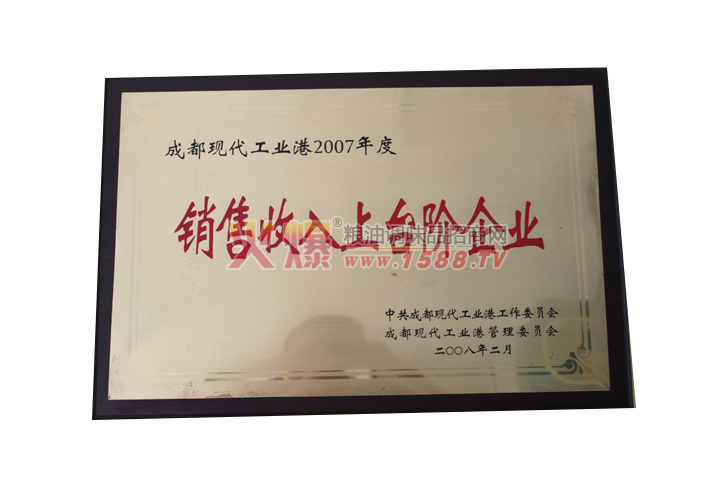 成都现代工业港2007年度
销售收入上台阶企业
火爆®粮油调味品招商网
www.1588.TV
中共成都现代工业港工作委员会
成都现代工业港管理委员会
二〇〇八年二月